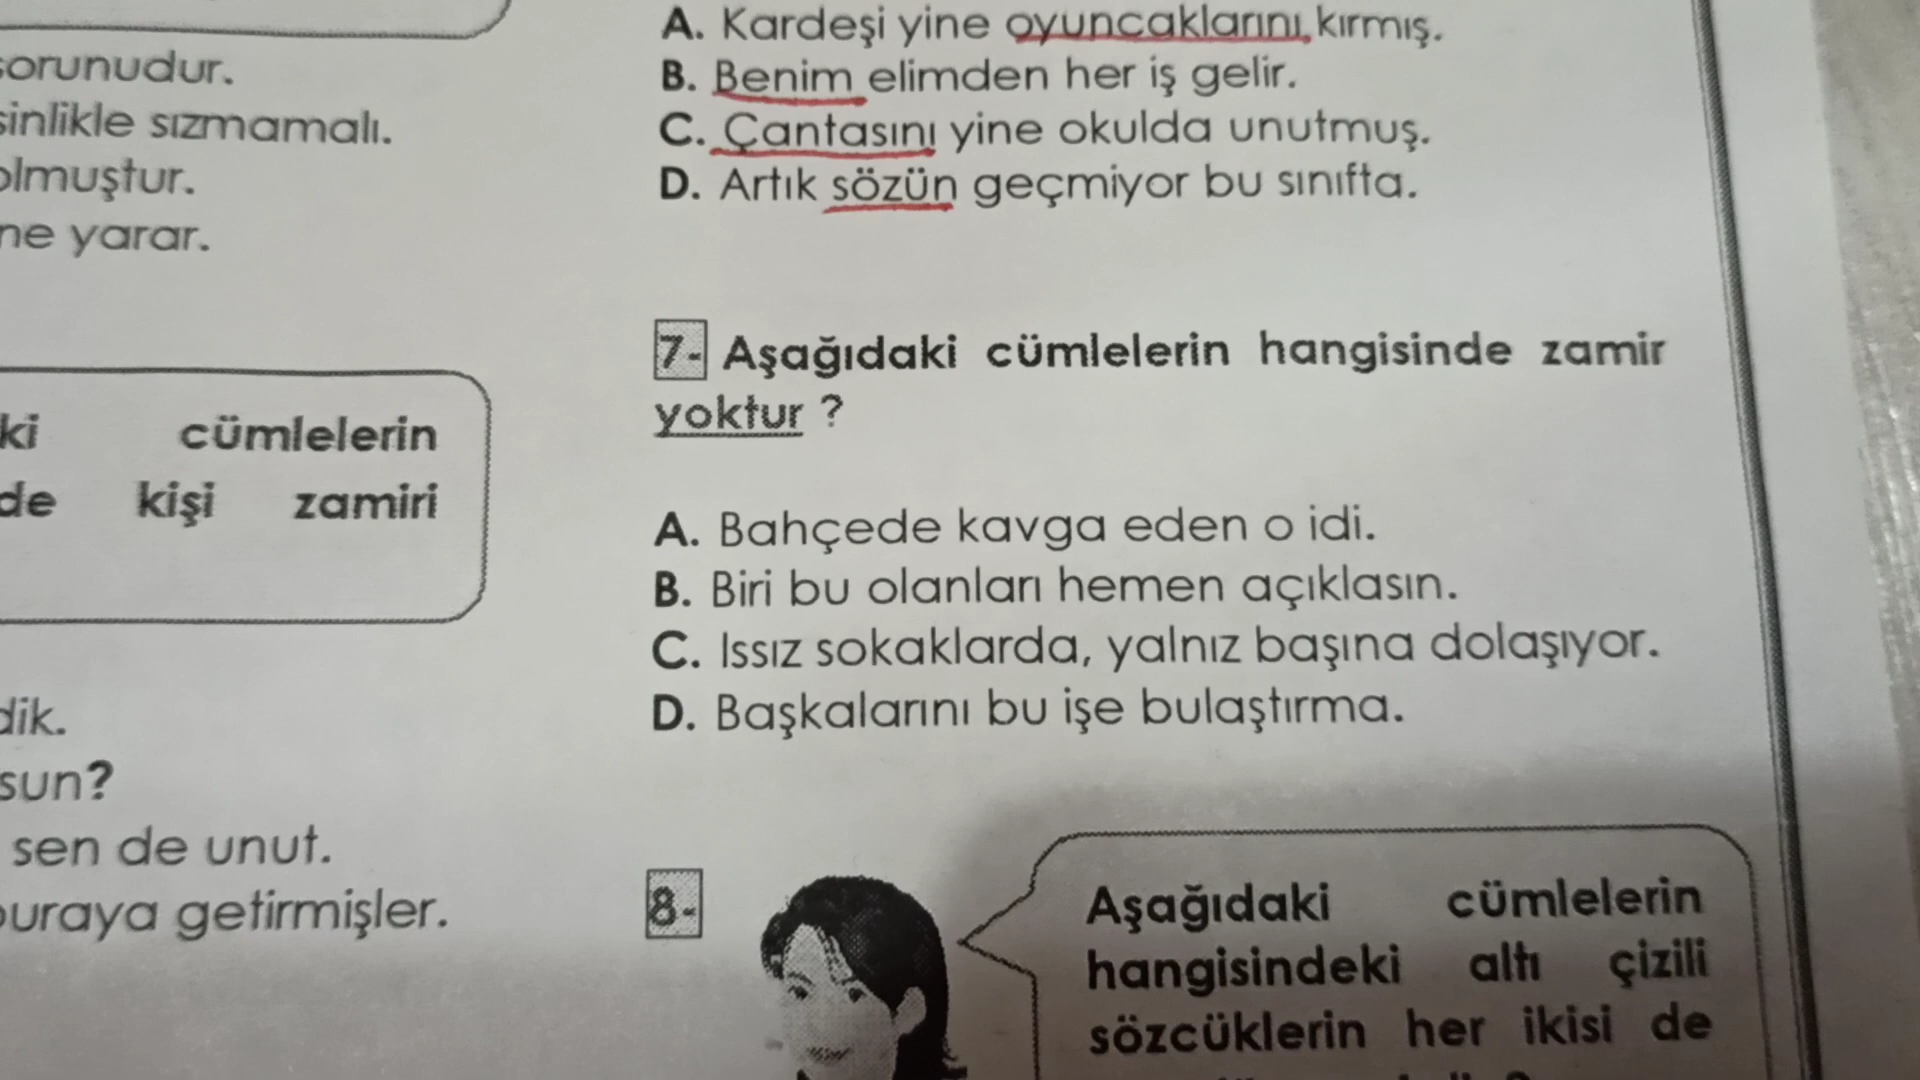 sorunudur.
sinlikle sızmamalı.
olmuştur.
ne yarar.
ki cümlelerin
de kişi zamiri
dik.
sun?
sen de unut.
buraya getirmişler.
A. Kardeşi yine oyuncaklarını kırmış.
B. Benim elimden her iş gelir.
C. Çantasını yine okulda unutmuş.
D. Artık sözün geçmiyor bu sınıfta.
7- Aşağıdaki cümlelerin hangisinde zamir
yoktur ?
A. Bahçede kavga eden o idi.
B. Biri bu olanları hemen açıklasın.
C. Issız sokaklarda, yalnız başına dolaşıyor.
D. Başkalarını bu işe bulaştırma.
8-
Aşağıdaki cümlelerin
hangisindeki altı çizili
sözcüklerin her ikisi de